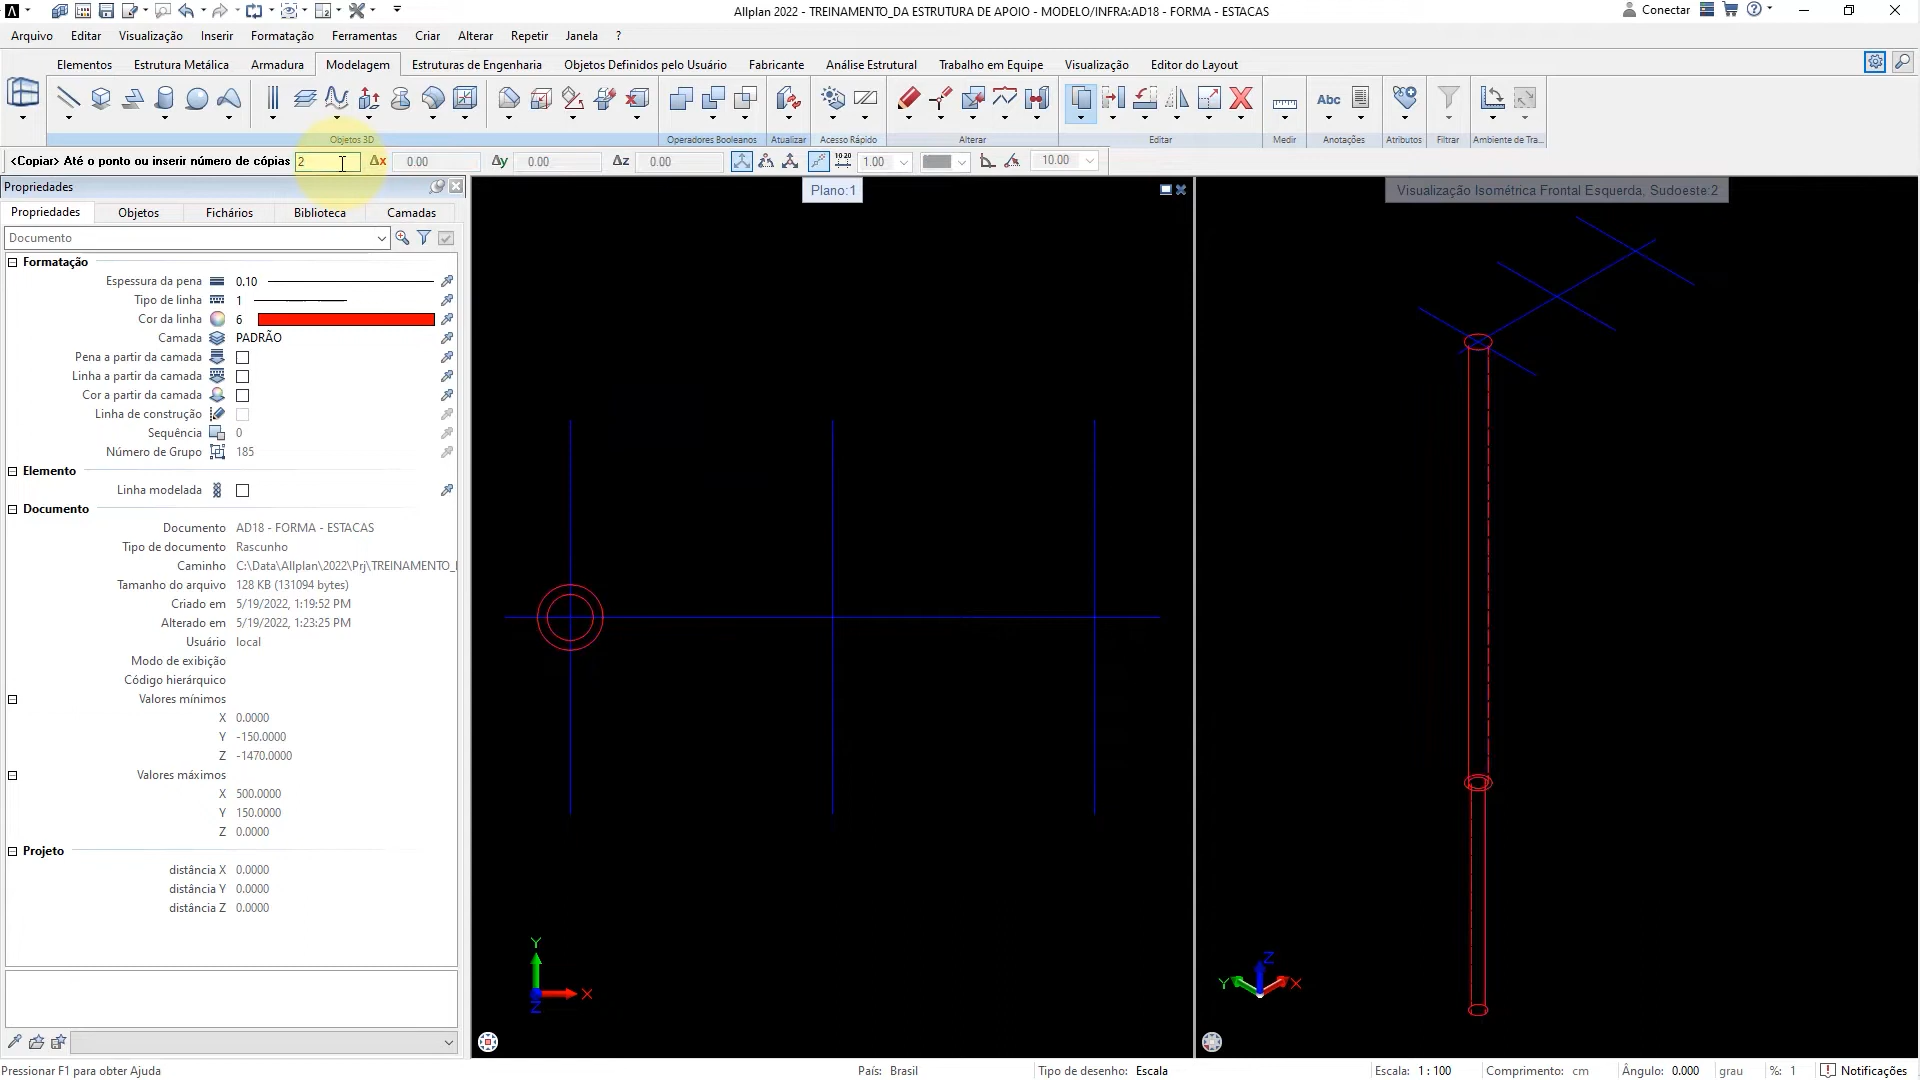 Allplan 2022 - TREINAMENTO_DA ESTRUTURA DE APOIO - MODELO/INFRA:AD18 - FORMA - ESTACAS
Conectar
Arquivo Editar Visualização Inserir Formatação Ferramentas Criar Alterar Repetir Janela ?
Elementos Estrutura Metálica Armadura Modelagem Estruturas de Engenharia Objetos Definidos pelo Usuário Fabricante Análise Estrutural Trabalho em Equipe Visualização Editor do Layout
Abc
Objetos 3D Operadores Booleanos Atualizar Acesso Rápido Alterar Editar Medir Anotações Atributos Filtrar Ambiente de Tra...
<Copiar> Até o ponto ou inserir número de cópias 2 Δx 0.00 Δy 0.00 Δz 0.00 1.00 10.00
Propriedades
Plano:1
Visualização Isométrica Frontal Esquerda, Sudoeste:2
Propriedades Objetos Fichários Biblioteca Camadas
Documento
Formatação
Espessura da pena 0.10
Tipo de linha 1
Cor da linha 6
Camada PADRÃO
Pena a partir da camada
Linha a partir da camada
Cor a partir da camada
Linha de construção
Sequência 0
Número de Grupo 185
Elemento
Linha modelada
Documento
Documento AD18 - FORMA - ESTACAS
Tipo de documento Rascunho
Caminho C:\Data\Allplan\2022\Prj\TREINAMENTO_
Tamanho do arquivo 128 KB (131094 bytes)
Criado em 5/19/2022, 1:19:52 PM
Alterado em 5/19/2022, 1:23:25 PM
Usuário local
Modo de exibição
Código hierárquico
Valores mínimos
X 0.0000
Y -150.0000
Z -1470.0000
Valores máximos
X 500.0000
Y 150.0000
Z 0.0000
Projeto
distância X 0.0000
distância Y 0.0000
distância Z 0.0000
Y
X
Z
Z
Y
X
Pressionar F1 para obter Ajuda País: Brasil Tipo de desenho: Escala Escala: 1 : 100 Comprimento: cm Ângulo: 0.000 grau %: 1 Notificações